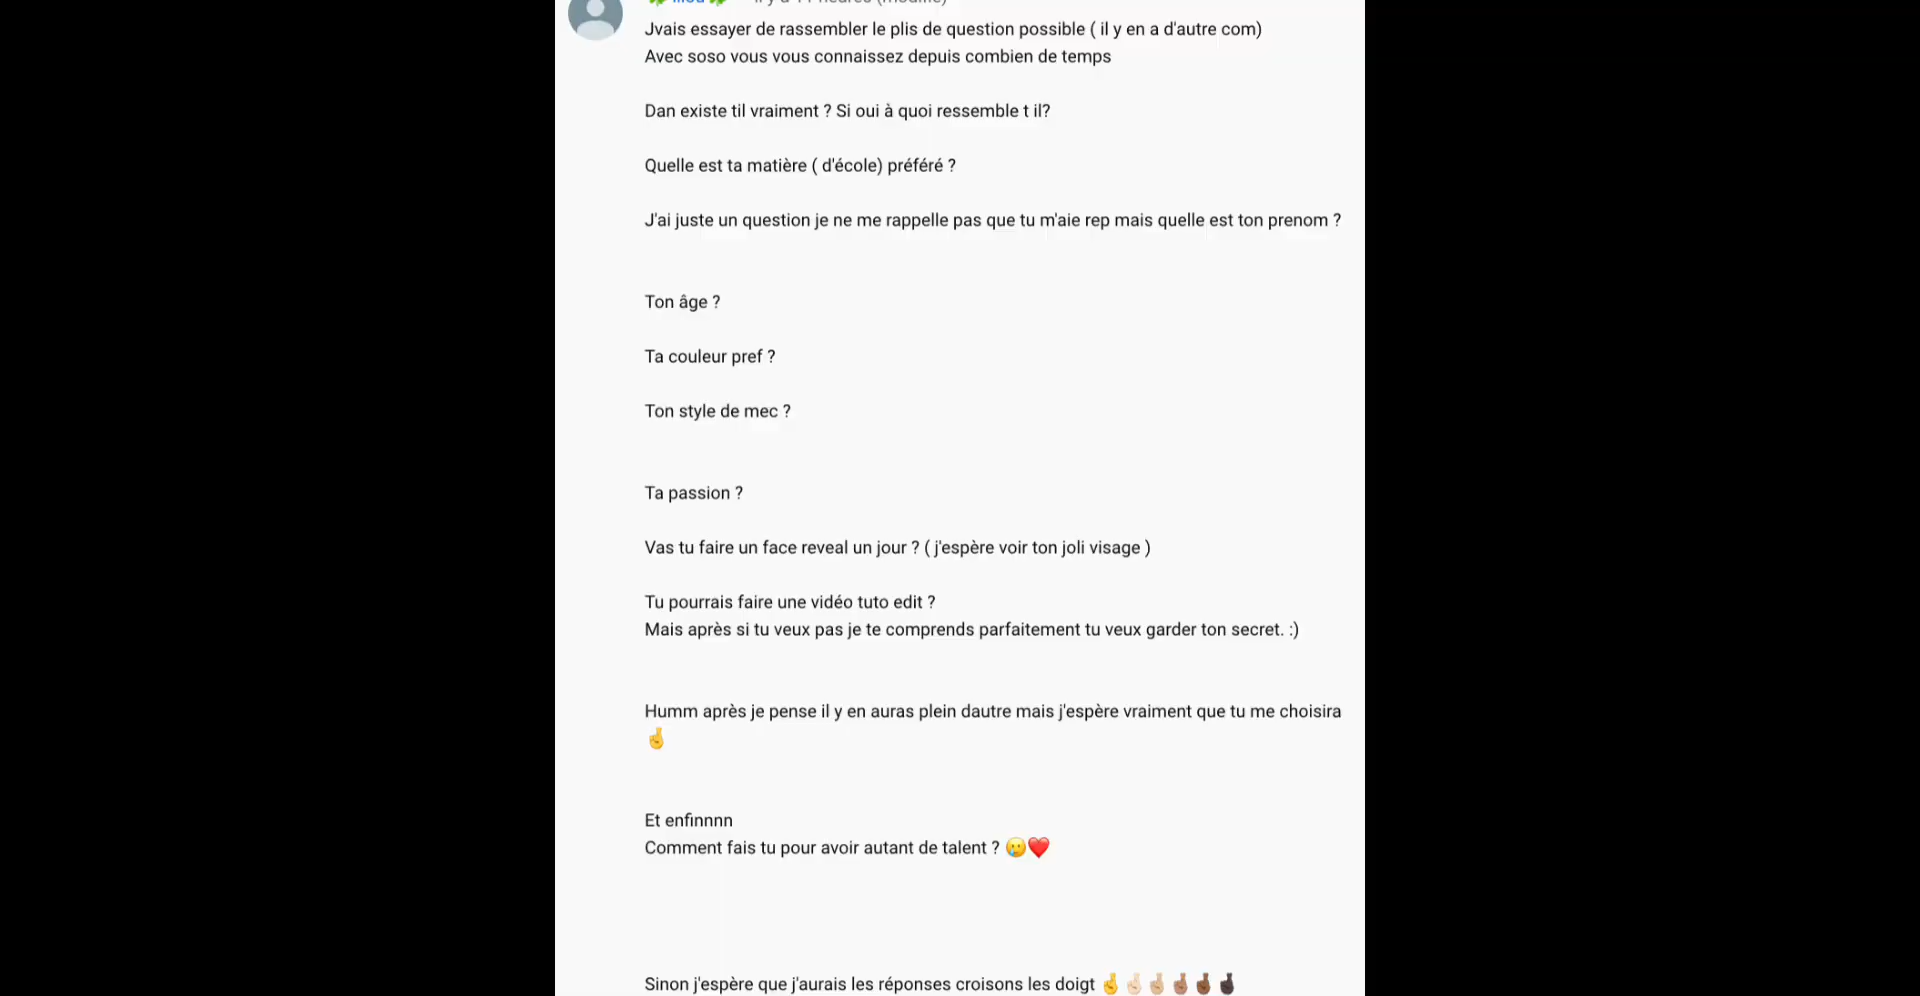 Jvais essayer de rassembler le plis de question possible ( il y en a d'autre com)
Avec soso vous vous connaissez depuis combien de temps
Dan existe til vraiment ? Si oui à quoi ressemble t il?
Quelle est ta matière ( d'école) préféré ?
J'ai juste un question je ne me rappelle pas que tu m'aie rep mais quelle est ton prenom ?
Ton âge ?
Ta couleur pref ?
Ton style de mec ?
Ta passion ?
Vas tu faire un face reveal un jour ? ( j'espère voir ton joli visage )
Tu pourrais faire une vidéo tuto edit ?
Mais après si tu veux pas je te comprends parfaitement tu veux garder ton secret. :)
Humm après je pense il y en auras plein dautre mais j'espère vraiment que tu me choisira
🤞
Et enfinnnn
Comment fais tu pour avoir autant de talent ? 🥲❤️
Sinon j'espère que j'aurais les réponses croisons les doigt 🤞🤞🏻🤞🏼🤞🏽🤞🏾🤞🏿